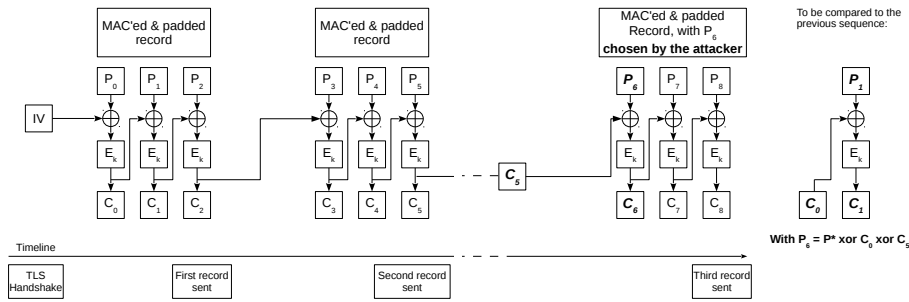 MAC'ed & padded
record
MAC'ed & padded
record
MAC'ed & padded
Record, with P6
chosen by the attacker
To be compared to the
previous sequence:
P0 P1 P2 P3 P4 P5 P6 P7 P8 P1
IV
Ek Ek Ek Ek Ek Ek Ek Ek Ek Ek
C5
C0 C1 C2 C3 C4 C5 C6 C7 C8 C0 C1
With P6 = P* xor C0 xor C5
Timeline
TLS
Handshake
First record
sent
Second record
sent
Third record
sent